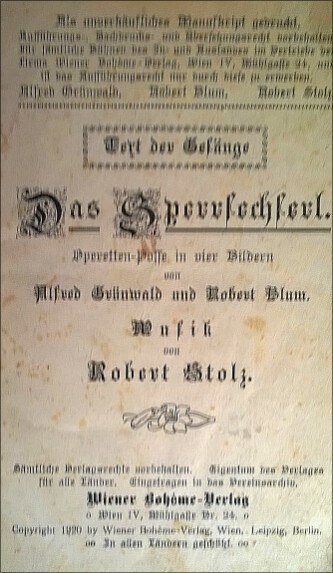 Als unverkäufliches Manuskript gedruckt.
Aufführungs-, Nachdrucks- und Übersetzungsrecht vorbehalten.
Für sämtliche Bühnen des In- und Auslandes im Vertriebe der
Firma Wiener Bohême-Verlag, Wien IV, Mühlgasse 24, und
ist das Aufführungsrecht nur durch diese zu erwerben.
Alfred Grünwald, Robert Blum, Robert Stolz.
Text der Gesänge
Das Sperrsechserl.
Operetten-Posse in vier Bildern
von
Alfred Grünwald und Robert Blum.
Musik
von
Robert Stolz.
Sämtliche Verlagsrechte vorbehalten. Eigentum des Verlages
für alle Länder. Eingetragen in das Vereinsarchiv.
Wiener Bohême-Verlag
o Wien IV, Mühlgasse Nr. 24. o
Copyright 1920 by Wiener Bohême-Verlag, Wien, Leipzig, Berlin.
oo In allen Ländern geschützt. oo